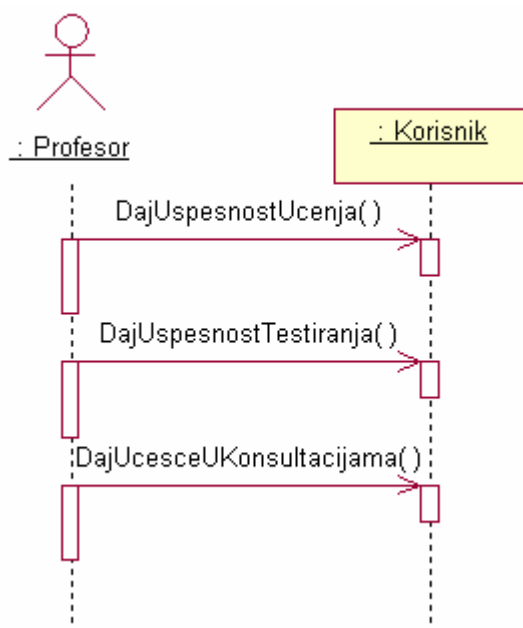 : Profesor
: Korisnik
DajUspesnostUcenja( )
DajUspesnostTestiranja( )
DajUcesceUKonsultacijama( )